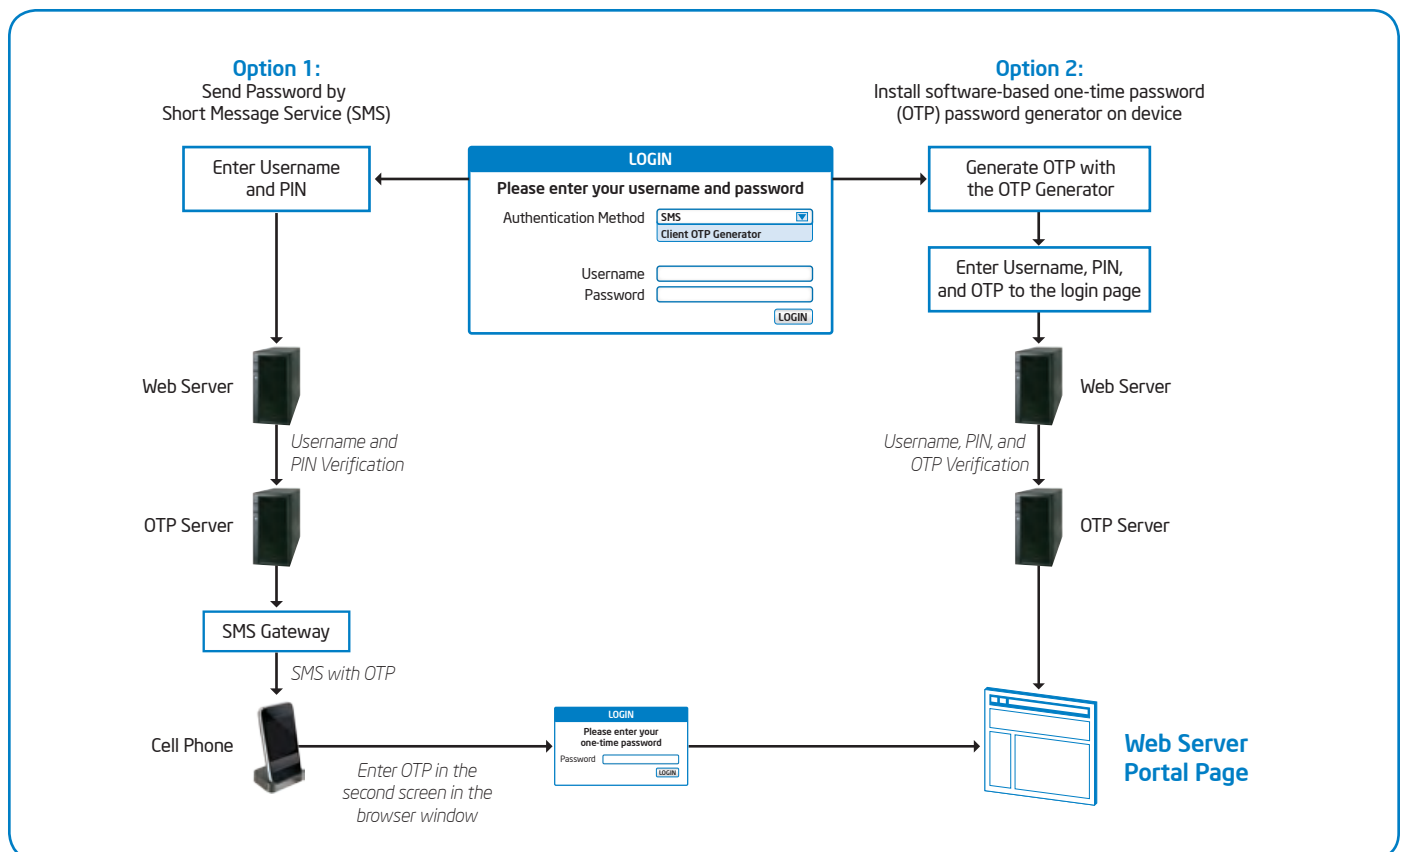 Option 1:
Send Password by
Short Message Service (SMS)
Enter Username
and PIN
Web Server
Username and
PIN Verification
OTP Server
SMS Gateway
SMS with OTP
Cell Phone
Enter OTP in the
second screen in the
browser window
LOGIN
Please enter your username and password
Authentication Method
SMS
Client OTP Generator
Username
Password
LOGIN
LOGIN
Please enter your
one-time password
Password
LOGIN
Option 2:
Install software-based one-time password
(OTP) password generator on device
Generate OTP with
the OTP Generator
Enter Username, PIN,
and OTP to the login page
Web Server
Username, PIN, and
OTP Verification
OTP Server
Web Server
Portal Page